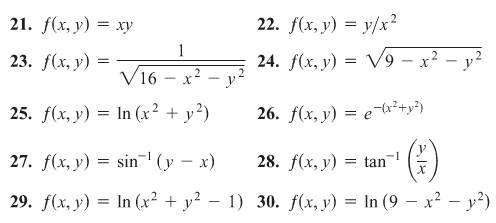 21. f(x, y) = xy 22. f(x, y) = y/x²
23. f(x, y) = 1/√(16 − x² − y²) 24. f(x, y) = √(9 − x² − y²)
25. f(x, y) = ln (x² + y²) 26. f(x, y) = e^(−(x²+y²))
27. f(x, y) = sin⁻¹ (y − x) 28. f(x, y) = tan⁻¹ (y/x)
29. f(x, y) = ln (x² + y² − 1) 30. f(x, y) = ln (9 − x² − y²)